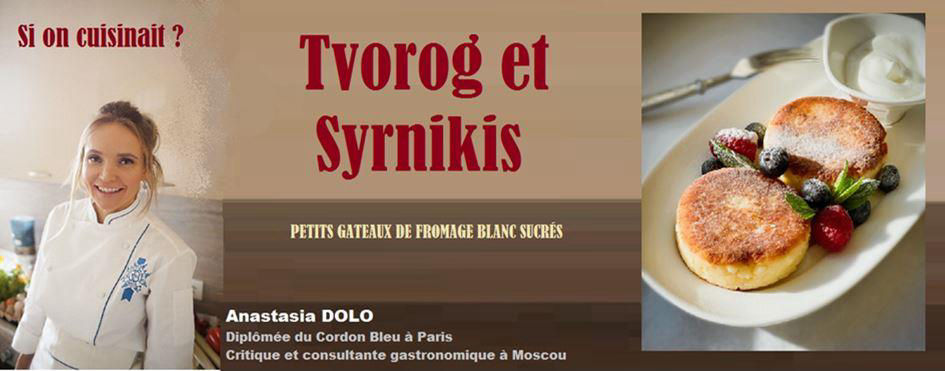 Si on cuisinait ?
Tvorog et
Syrnikis
PETITS GATEAUX DE FROMAGE BLANC SUCRÉS
Anastasia DOLO
Diplômée du Cordon Bleu à Paris
Critique et consultante gastronomique à Moscou